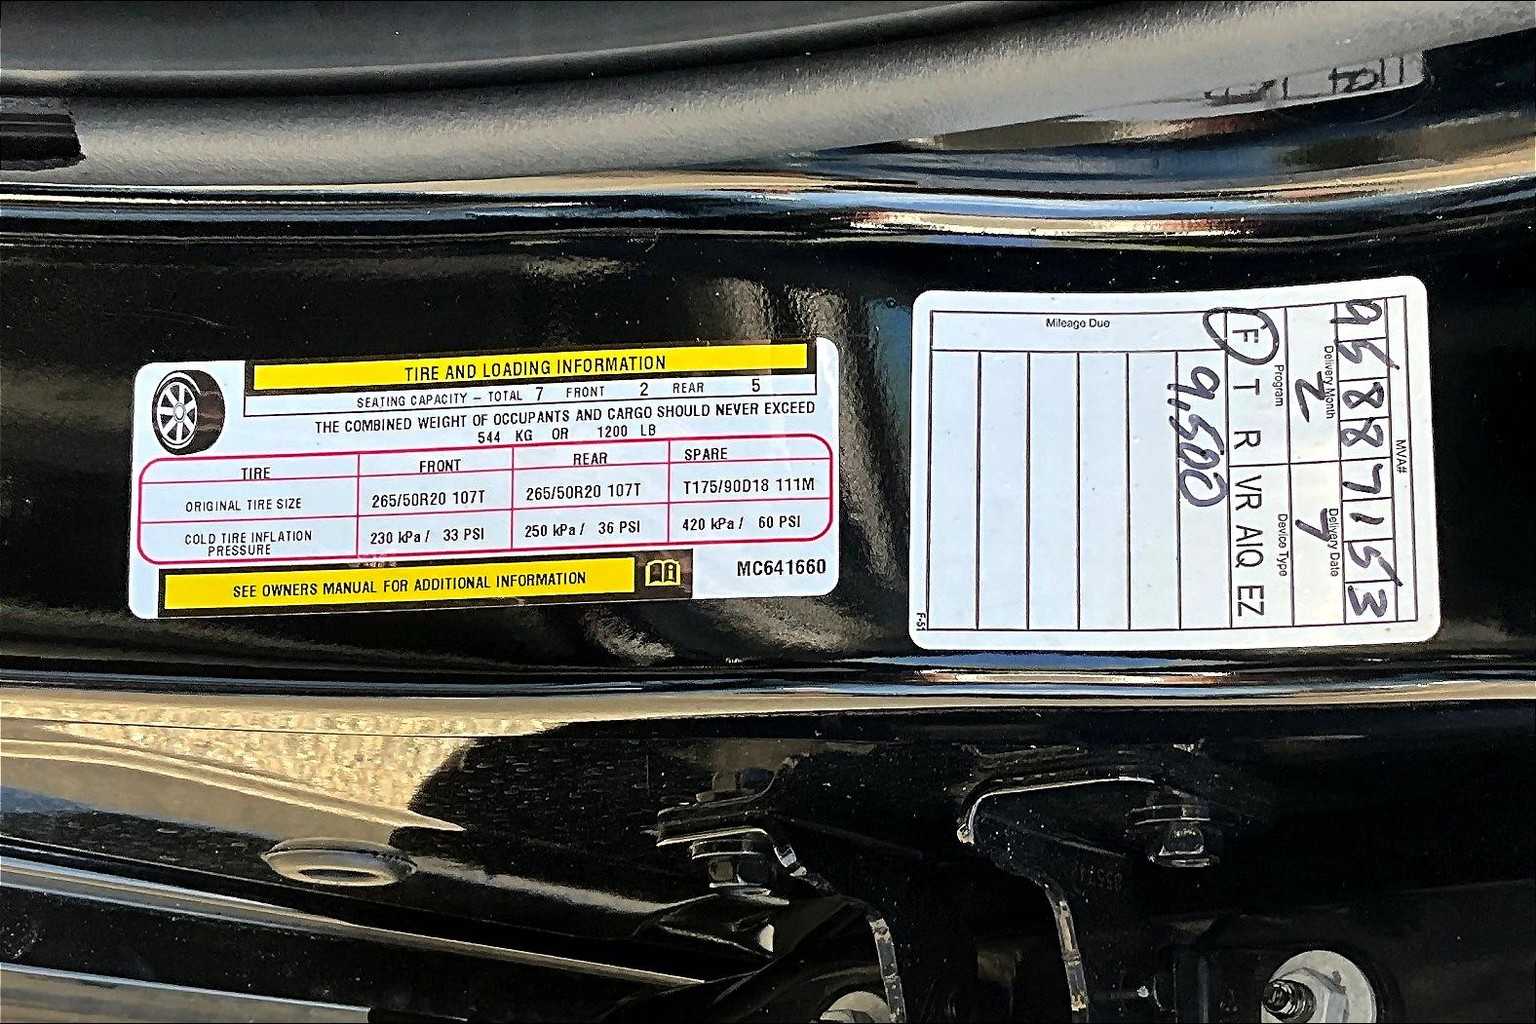 TIRE AND LOADING INFORMATION
SEATING CAPACITY – TOTAL 7 FRONT 2 REAR 5
THE COMBINED WEIGHT OF OCCUPANTS AND CARGO SHOULD NEVER EXCEED
544 KG OR 1200 LB
TIRE FRONT REAR SPARE
ORIGINAL TIRE SIZE 265/50R20 107T 265/50R20 107T T175/90D18 111M
COLD TIRE INFLATION PRESSURE 230 kPa / 33 PSI 250 kPa / 36 PSI 420 kPa / 60 PSI
SEE OWNERS MANUAL FOR ADDITIONAL INFORMATION
MC641660
MVA#
95887153
Delivery Month Delivery Date
2 7
Program Device Type
F T R VR AIQ EZ
9,500
Mileage Due
F-51